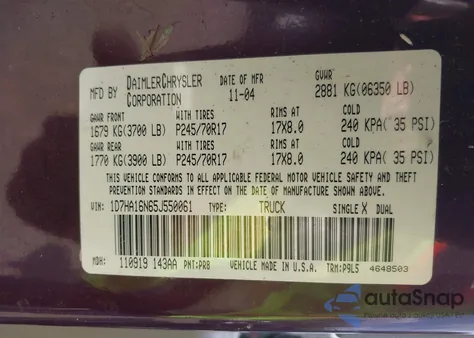 MFD BY DAIMLERCHRYSLER CORPORATION DATE OF MFR 11-04 GVWR 2881 KG(06350 LB)
GAWR FRONT WITH TIRES RIMS AT COLD
1679 KG(3700 LB) P245/70R17 17X8.0 240 KPA( 35 PSI)
GAWR REAR WITH TIRES RIMS AT COLD
1770 KG(3900 LB) P245/70R17 17X8.0 240 KPA( 35 PSI)
THIS VEHICLE CONFORMS TO ALL APPLICABLE FEDERAL MOTOR VEHICLE SAFETY AND THEFT
PREVENTION STANDARDS IN EFFECT ON THE DATE OF MANUFACTURE SHOWN ABOVE.
VIN: 1D7HA16N65J550061 TYPE: TRUCK SINGLE X DUAL
MDH: 110919 143AA PNT: PR8 VEHICLE MADE IN U.S.A. TRM: P9L5 4648503
autoSnap